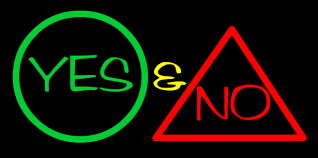 YES & NO